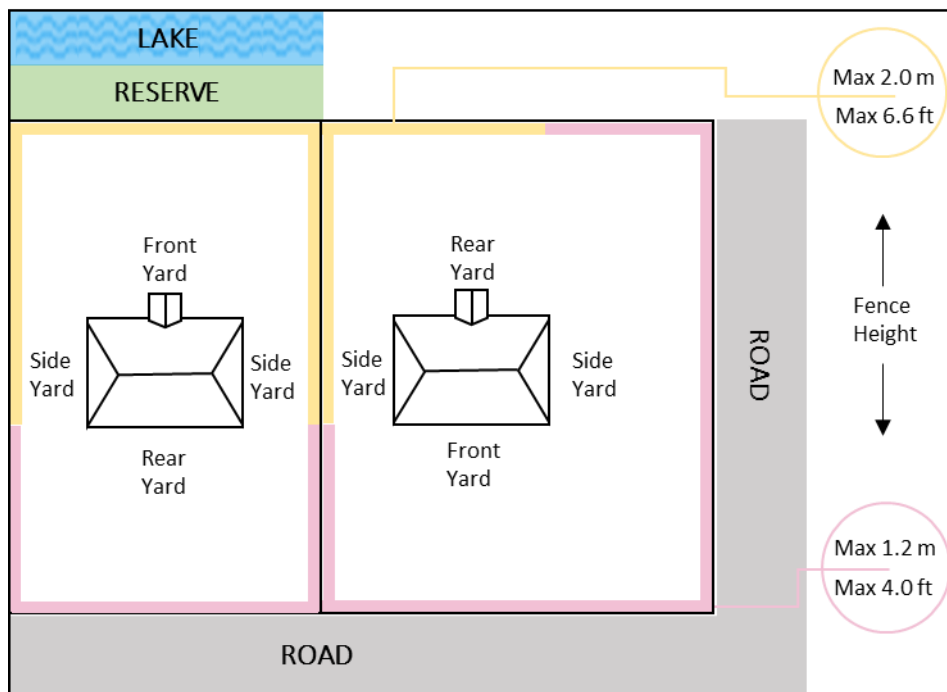 LAKE
RESERVE
Max 2.0 m
Max 6.6 ft
Front
Yard
Rear
Yard
Side
Yard
Side
Yard
Side
Yard
Side
Yard
Rear
Yard
Front
Yard
ROAD
Fence
Height
Max 1.2 m
Max 4.0 ft
ROAD